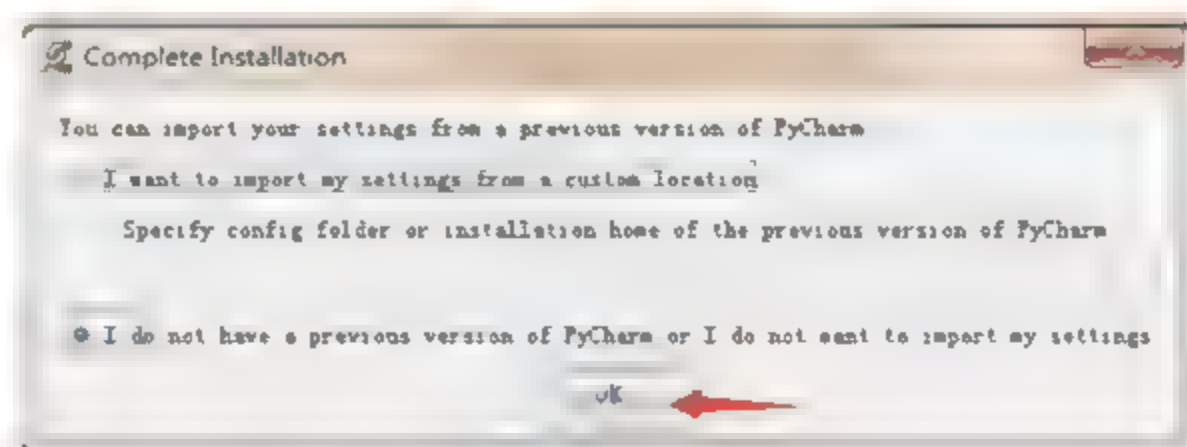 Complete Installation
You can import your settings from a previous version of PyCharm
I want to import my settings from a custom location
Specify config folder or installation home of the previous version of PyCharm
I do not have a previous version of PyCharm or I do not want to import my settings
OK